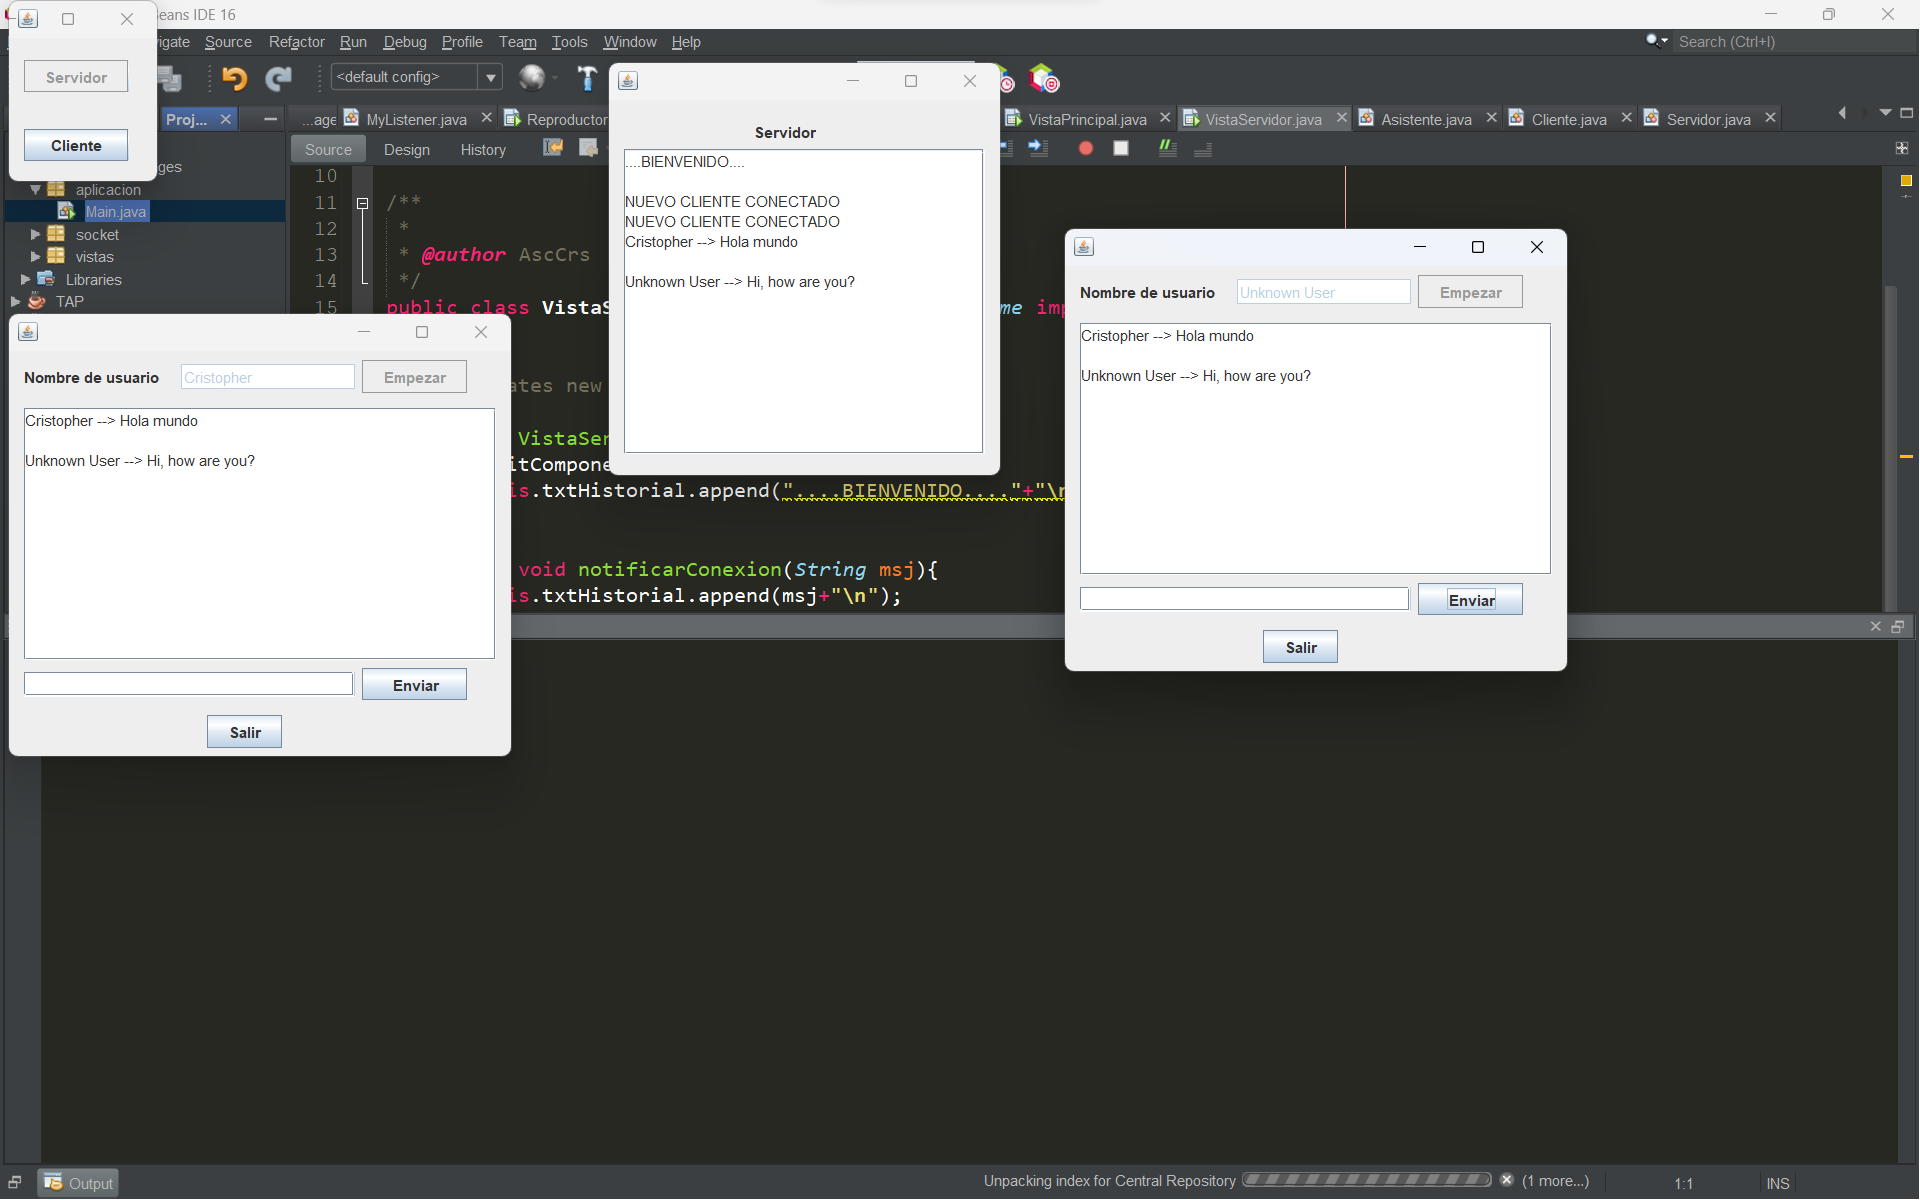 eans IDE 16
igate Source Refactor Run Debug Profile Team Tools Window Help
Search (Ctrl+I)
<default config>
Servidor
Cliente
Proj...
...age MyListener.java Reproductor VistaPrincipal.java VistaServidor.java Asistente.java Cliente.java Servidor.java
Source Design History
ges
aplicacion
Main.java
socket
vistas
Libraries
TAP
10
11 /**
12 *
13 * @author AscCrs
14 */
15 public class VistaS me imp
ates new
VistaSer
itCompone
is.txtHistorial.append("....BIENVENIDO...."+"\n
void notificarConexion(String msj){
is.txtHistorial.append(msj+"\n");
Servidor
....BIENVENIDO....
NUEVO CLIENTE CONECTADO
NUEVO CLIENTE CONECTADO
Cristopher --> Hola mundo
Unknown User --> Hi, how are you?
Nombre de usuario Cristopher Empezar
Cristopher --> Hola mundo
Unknown User --> Hi, how are you?
Enviar
Salir
Nombre de usuario Unknown User Empezar
Cristopher --> Hola mundo
Unknown User --> Hi, how are you?
Enviar
Salir
Output
Unpacking index for Central Repository (1 more...) 1:1 INS